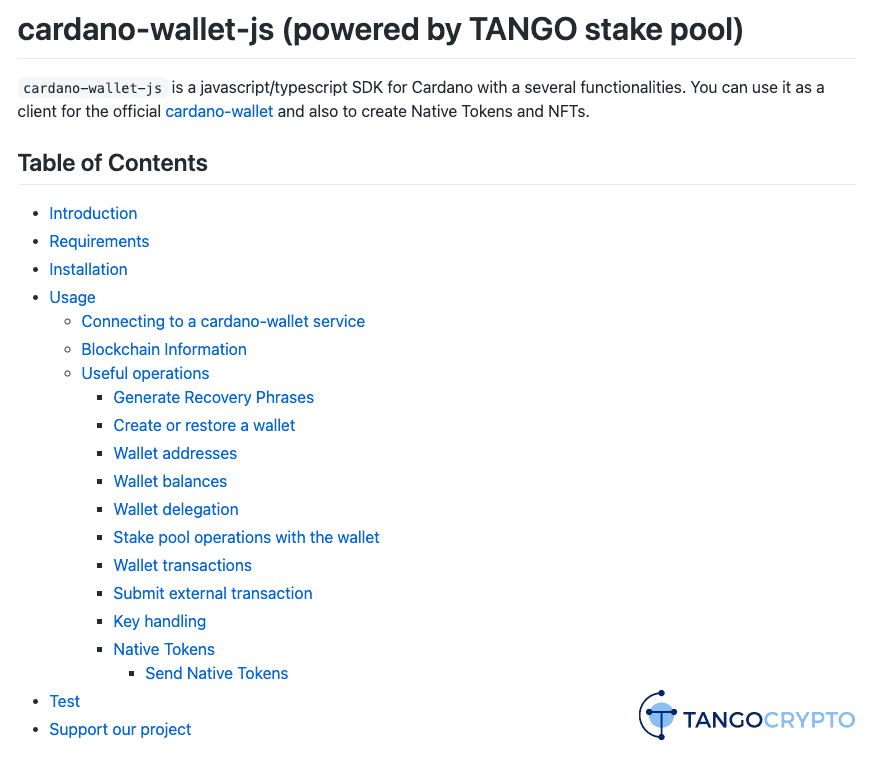 cardano-wallet-js (powered by TANGO stake pool)
cardano-wallet-js is a javascript/typescript SDK for Cardano with a several functionalities. You can use it as a
client for the official cardano-wallet and also to create Native Tokens and NFTs.
Table of Contents
Introduction
Requirements
Installation
Usage
Connecting to a cardano-wallet service
Blockchain Information
Useful operations
Generate Recovery Phrases
Create or restore a wallet
Wallet addresses
Wallet balances
Wallet delegation
Stake pool operations with the wallet
Wallet transactions
Submit external transaction
Key handling
Native Tokens
Send Native Tokens
Test
Support our project
TANGOCRYPTO